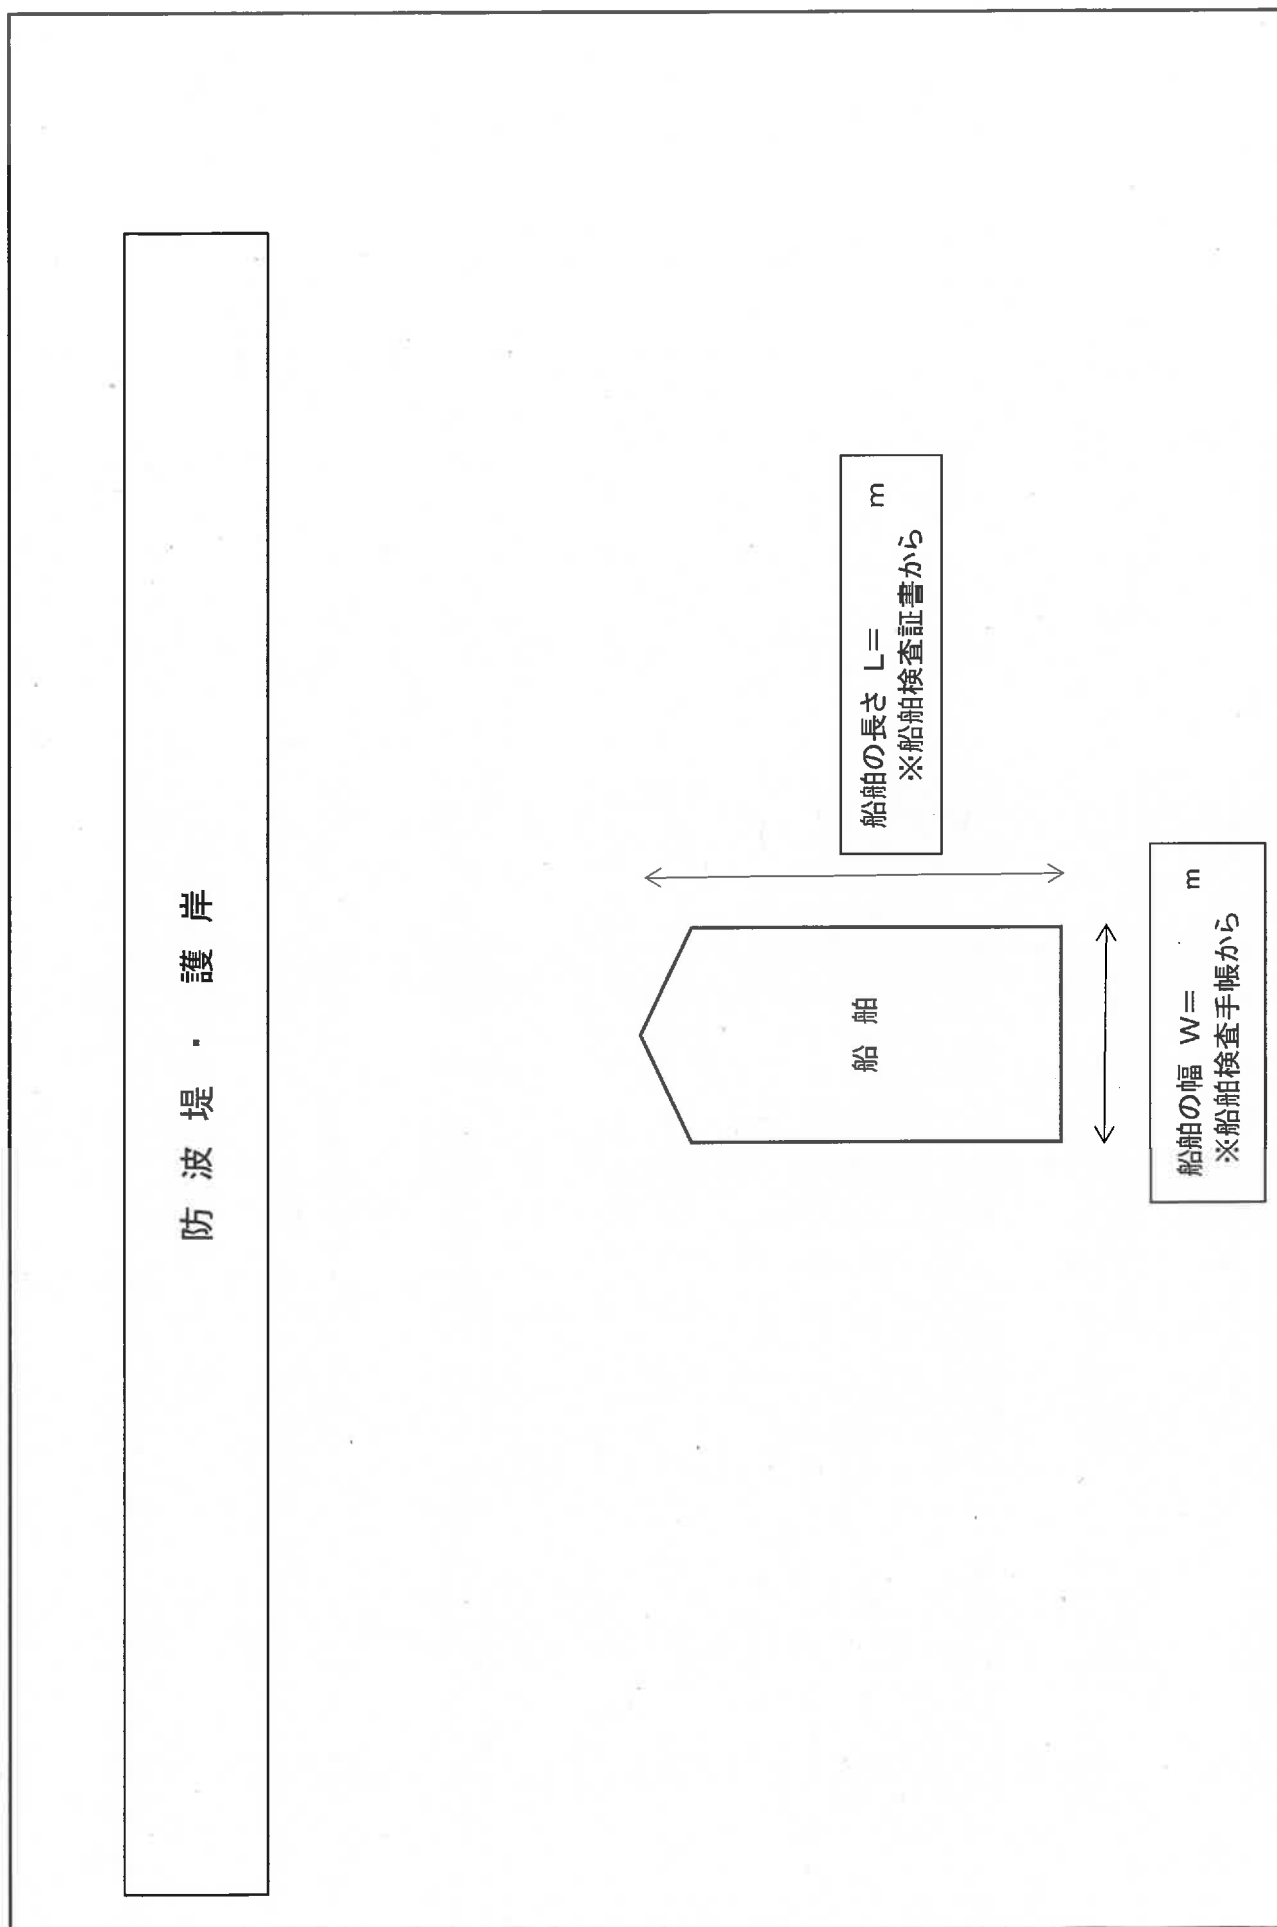 防波堤・護岸
船舶
船舶の長さ L=　　　m
※船舶検査証書から
船舶の幅 W=　　　m
※船舶検査手帳から